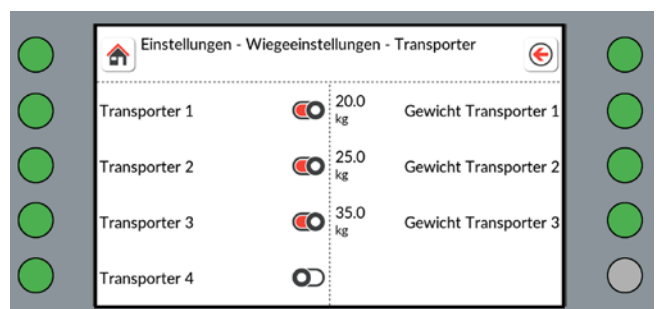 Einstellungen - Wiegeeinstellungen - Transporter
Transporter 1
20.0
kg
Gewicht Transporter 1
Transporter 2
25.0
kg
Gewicht Transporter 2
Transporter 3
35.0
kg
Gewicht Transporter 3
Transporter 4